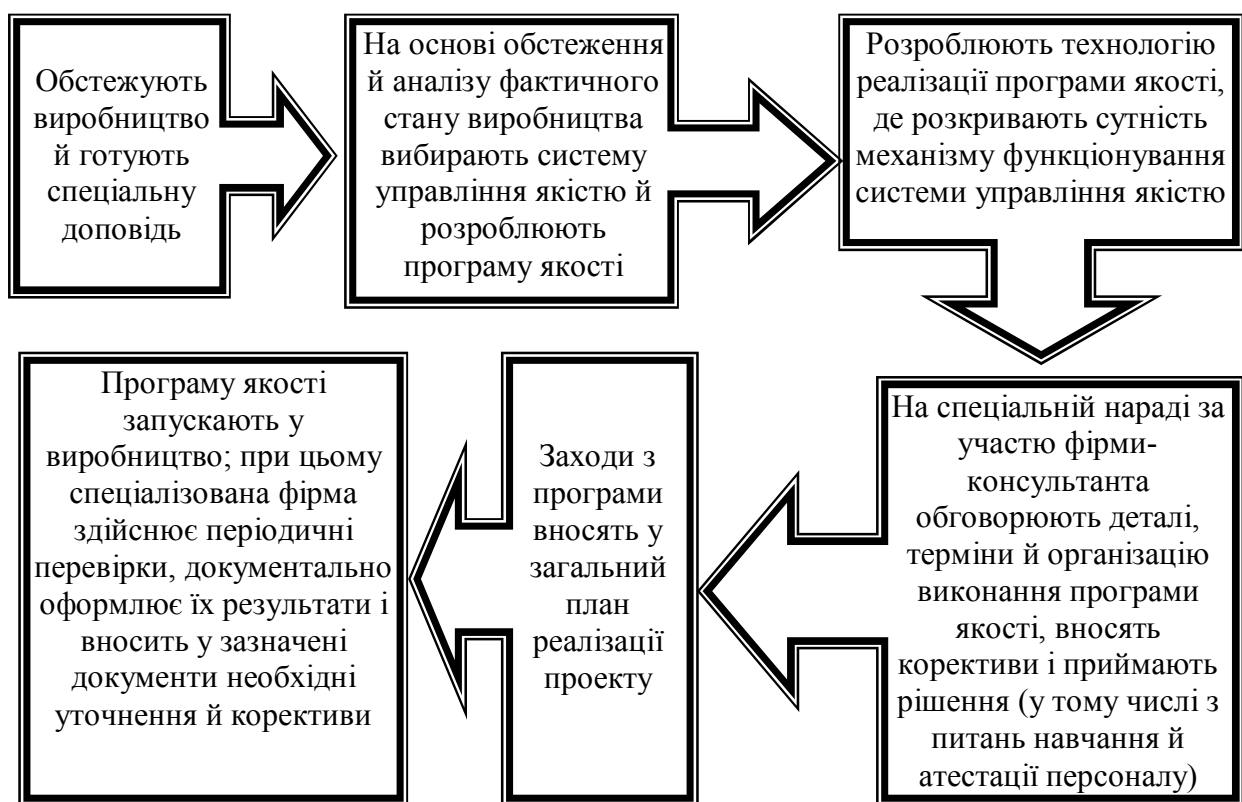 Обстежують
виробництво
й готують
спеціальну
доповідь
На основі обстеження
й аналізу фактичного
стану виробництва
вибирають систему
управління якістю й
розроблюють
програму якості
Розроблюють технологію
реалізації програми якості,
де розкривають сутність
механізму функціонування
системи управління якістю
На спеціальній нараді за
участю фірми-
консультанта
обговорюють деталі,
терміни й організацію
виконання програми
якості, вносять
корективи і приймають
рішення (у тому числі з
питань навчання й
атестації персоналу)
Заходи з
програми
вносять у
загальний
план
реалізації
проекту
Програму якості
запускають у
виробництво; при цьому
спеціалізована фірма
здійснює періодичні
перевірки, документально
оформлює їх результати і
вносить у зазначені
документи необхідні
уточнення й корективи